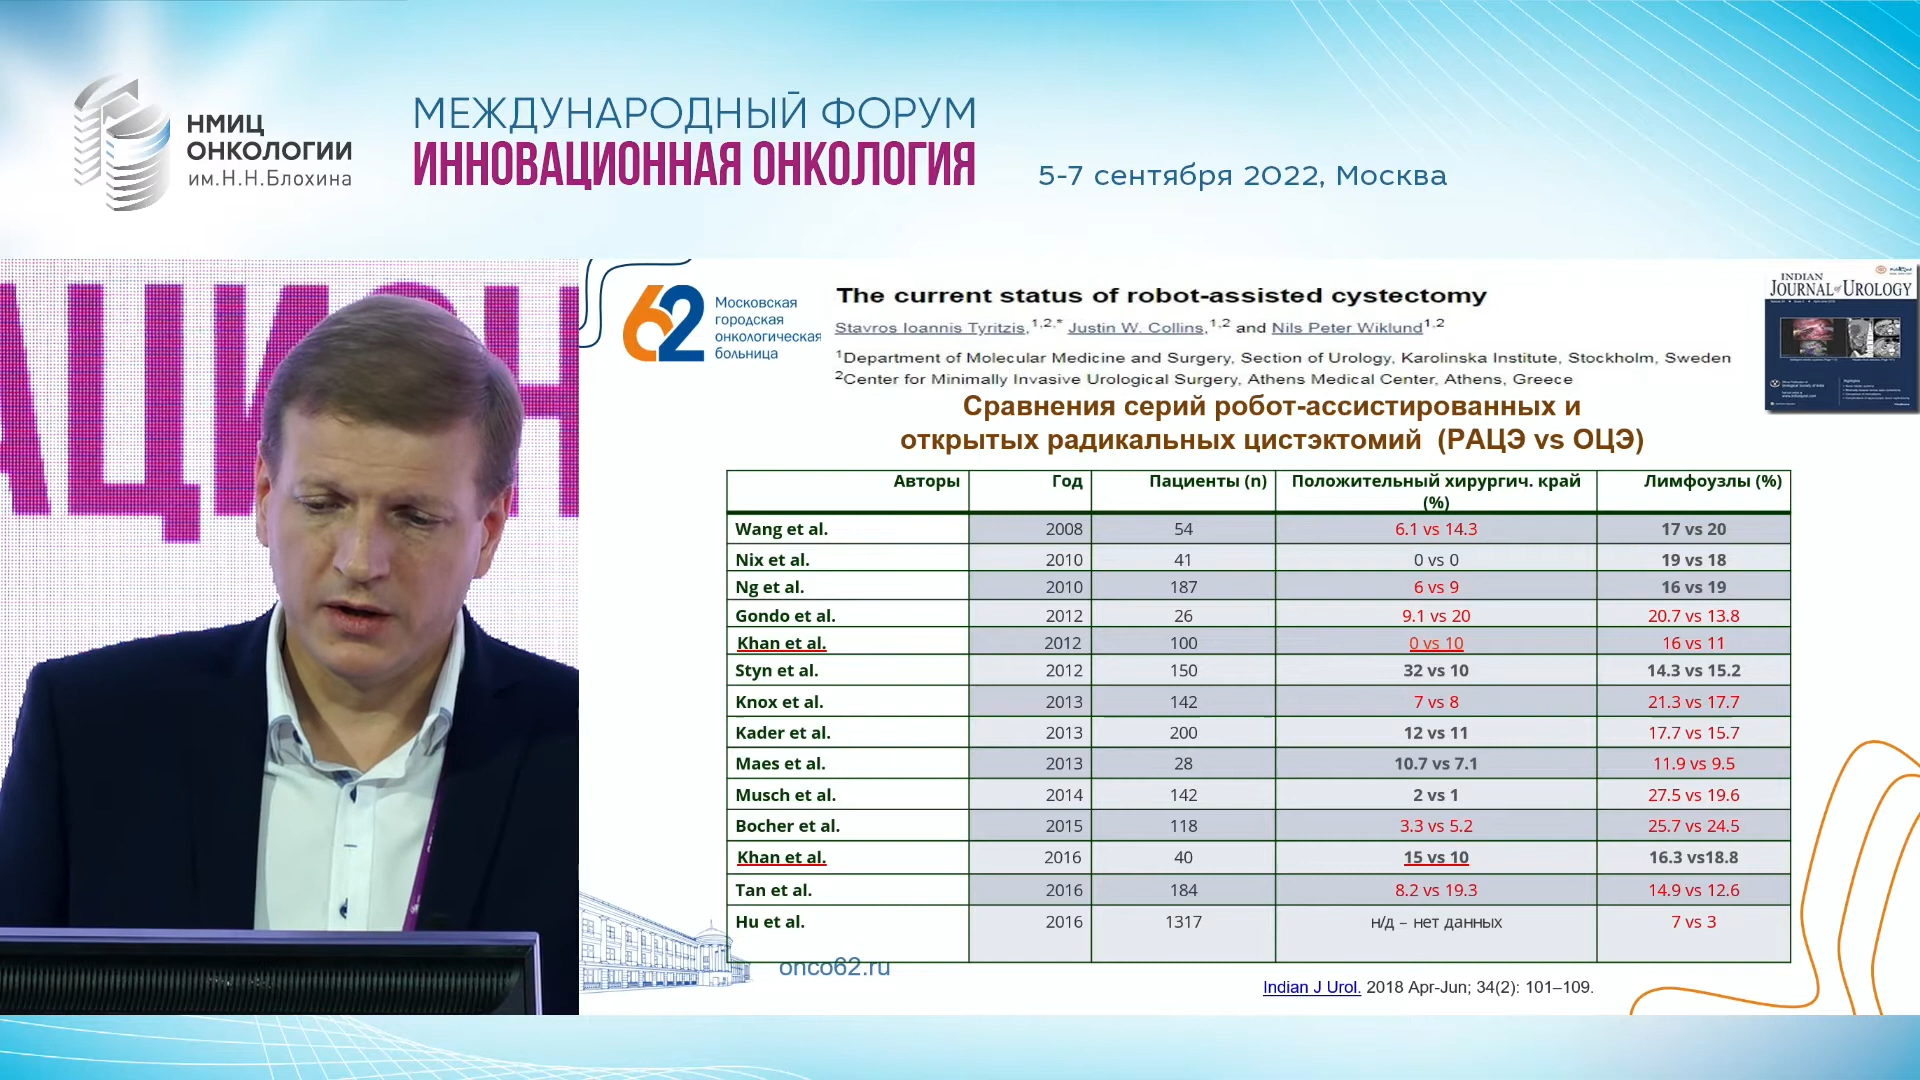 НМИЦ
ОНКОЛОГИИ
им.Н.Н.Блохина
МЕЖДУНАРОДНЫЙ ФОРУМ
ИННОВАЦИОННАЯ ОНКОЛОГИЯ
5-7 сентября 2022, Москва
АЦИОН
62
Московская
городская
онкологическая
больница
The current status of robot-assisted cystectomy
Stavros Ioannis Tyritzis,1,2,* Justin W. Collins,1,2 and Nils Peter Wiklund1,2
1Department of Molecular Medicine and Surgery, Section of Urology, Karolinska Institute, Stockholm, Sweden
2Center for Minimally Invasive Urological Surgery, Athens Medical Center, Athens, Greece
INDIAN
JOURNAL of UROLOGY
Сравнения серий робот-ассистированных и
открытых радикальных цистэктомий (РАЦЭ vs ОЦЭ)
Авторы Год Пациенты (n) Положительный хирургич. край (%) Лимфоузлы (%)
Wang et al. 2008 54 6.1 vs 14.3 17 vs 20
Nix et al. 2010 41 0 vs 0 19 vs 18
Ng et al. 2010 187 6 vs 9 16 vs 19
Gondo et al. 2012 26 9.1 vs 20 20.7 vs 13.8
Khan et al. 2012 100 0 vs 10 16 vs 11
Styn et al. 2012 150 32 vs 10 14.3 vs 15.2
Knox et al. 2013 142 7 vs 8 21.3 vs 17.7
Kader et al. 2013 200 12 vs 11 17.7 vs 15.7
Maes et al. 2013 28 10.7 vs 7.1 11.9 vs 9.5
Musch et al. 2014 142 2 vs 1 27.5 vs 19.6
Bocher et al. 2015 118 3.3 vs 5.2 25.7 vs 24.5
Khan et al. 2016 40 15 vs 10 16.3 vs18.8
Tan et al. 2016 184 8.2 vs 19.3 14.9 vs 12.6
Hu et al. 2016 1317 н/д – нет данных 7 vs 3
onco62.ru
Indian J Urol. 2018 Apr-Jun; 34(2): 101–109.